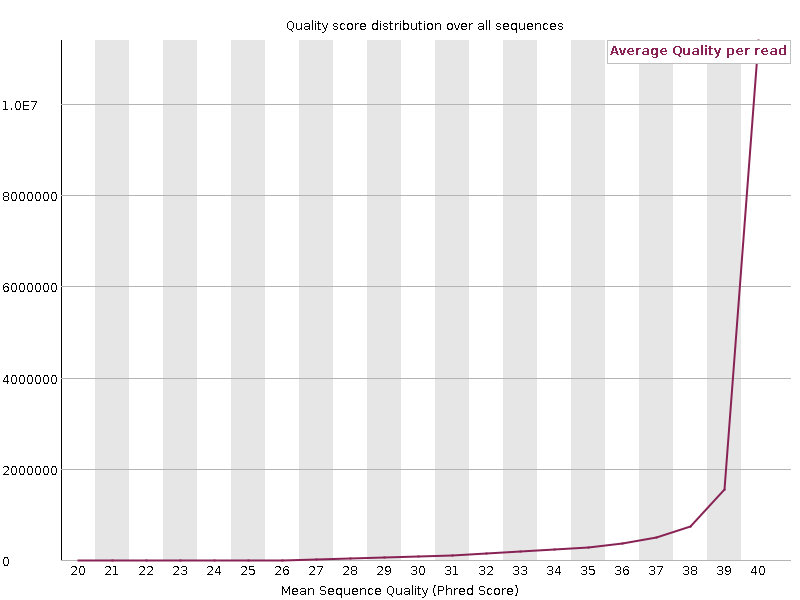 Quality score distribution over all sequences
Average Quality per read
1.0E7
8000000
6000000
4000000
2000000
0
20 21 22 23 24 25 26 27 28 29 30 31 32 33 34 35 36 37 38 39 40
Mean Sequence Quality (Phred Score)